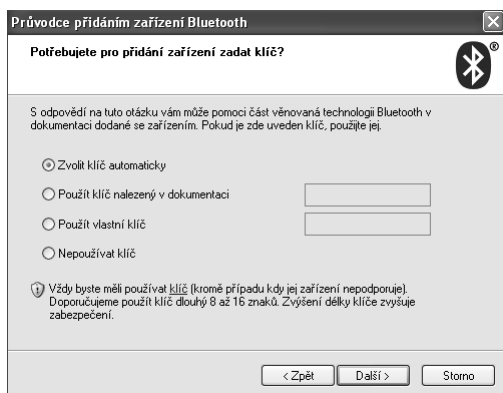 Průvodce přidáním zařízení Bluetooth
Potřebujete pro přidání zařízení zadat klíč?
®
S odpovědí na tuto otázku vám může pomoci část věnovaná technologii Bluetooth v
dokumentaci dodané se zařízením. Pokud je zde uveden klíč, použijte jej.
Zvolit klíč automaticky
Použít klíč nalezený v dokumentaci
Použít vlastní klíč
Nepoužívat klíč
Vždy byste měli používat klíč (kromě případu kdy jej zařízení nepodporuje).
Doporučujeme použít klíč dlouhý 8 až 16 znaků. Zvýšení délky klíče zvyšuje
zabezpečení.
< Zpět
Další >
Storno